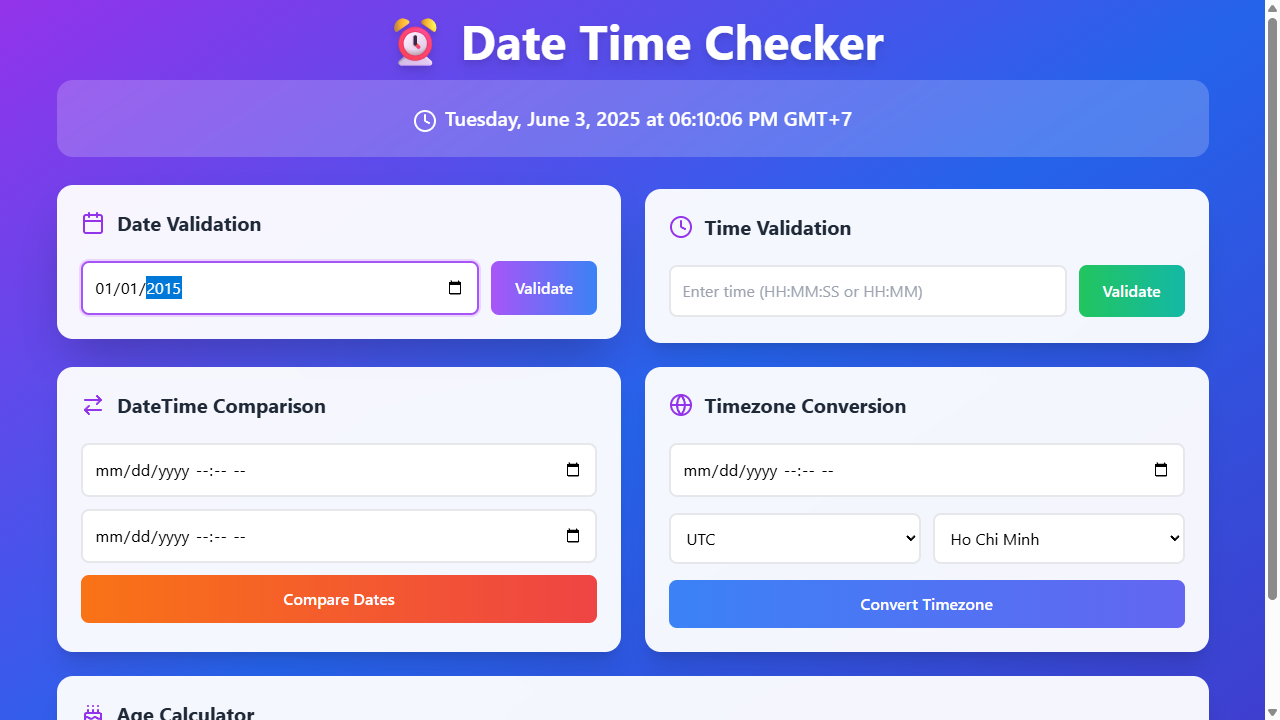 Date Time Checker
Tuesday, June 3, 2025 at 06:10:06 PM GMT+7
Date Validation
01/01/2015
Validate
Time Validation
Enter time (HH:MM:SS or HH:MM)
Validate
DateTime Comparison
mm/dd/yyyy --:-- --
mm/dd/yyyy --:-- --
Compare Dates
Timezone Conversion
mm/dd/yyyy --:-- --
UTC
Ho Chi Minh
Convert Timezone
Age Calculator